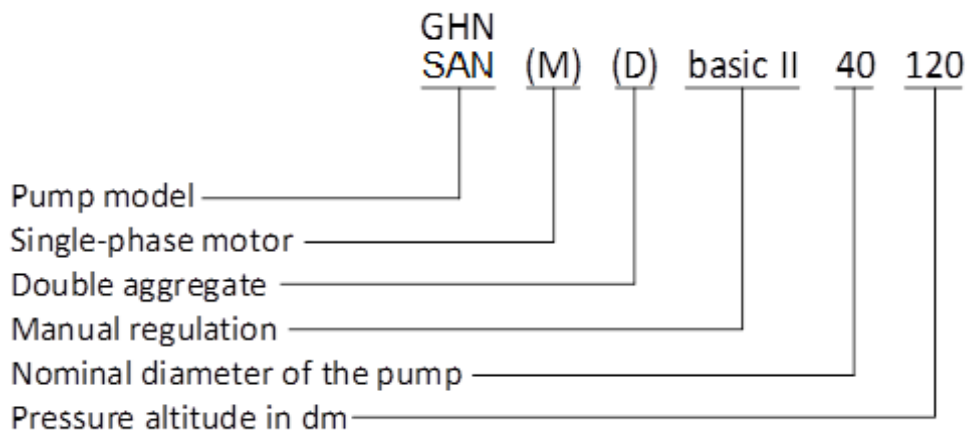 GHN
SAN (M) (D) basic II 40 120
Pump model
Single-phase motor
Double aggregate
Manual regulation
Nominal diameter of the pump
Pressure altitude in dm